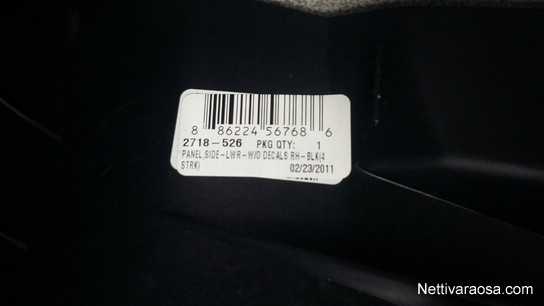 8 86224 56768 6
2718-526 PKG QTY: 1
PANEL,SIDE-LWR-W/O DECALS RH-BLK(4
STRK) 02/23/2011
Nettivaraosa.com